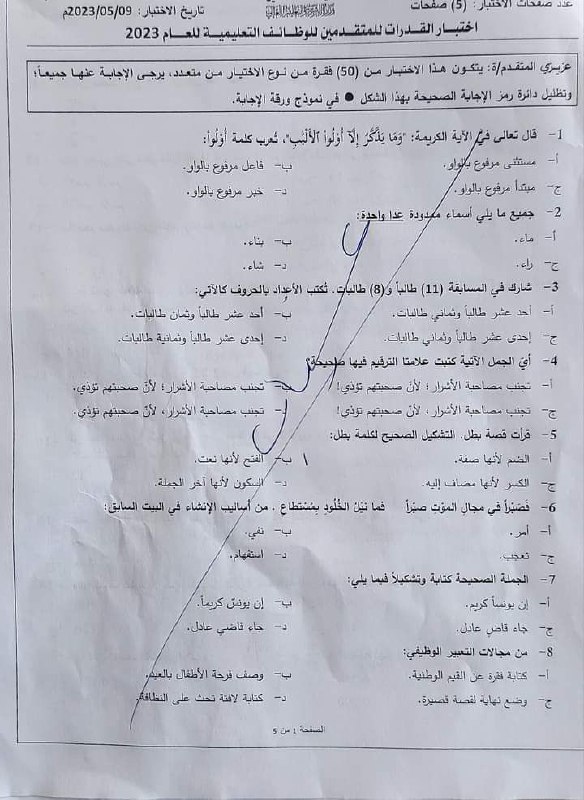 عدد صفحات الاختبار: (5) صفحات
تاريخ الاختبار: 2023/05/09م
اختبار القدرات للمتقدمين للوظائف التعليمية للعام 2023
عزيزي المتقدم/ة: يتكون هذا الاختبار من (50) فقرة من نوع الاختيار من متعدد، يرجى الإجابة عنها جميعاً؛
وتظليل دائرة رمز الإجابة الصحيحة بهذا الشكل ● في نموذج ورقة الإجابة.
1- قال تعالى في الآية الكريمة: "وَمَا يَذَّكَّرُ إِلَّا أُوْلُواْ الْأَلْبَٰبِ"، تُعرب كلمة أُوْلُواْ:
أ- مستثنى مرفوع بالواو.
ب- فاعل مرفوع بالواو.
ج- مبتدأ مرفوع بالواو.
د- خبر مرفوع بالواو.
2- جميع ما يلي أسماء ممدودة عدا واحدة:
أ- ماء.
ب- بناء.
ج- راء.
د- شاء.
3- شارك في المسابقة (11) طالباً و(8) طالبات. تُكتب الأعداد بالحروف كالآتي:
أ- أحد عشر طالباً وثماني طالبات.
ب- أحد عشر طالباً وثمان طالبات.
ج- إحدى عشر طالباً وثماني طالبات.
د- إحدى عشر طالباً وثمانية طالبات.
4- أيّ الجمل الآتية كتبت علامتا الترقيم فيها صحيحة:
أ- تجنب مصاحبة الأشرار؛ لأنّ صحبتهم تؤذي!
ب- تجنب مصاحبة الأشرار؛ لأنّ صحبتهم تؤذي.
ج- تجنب مصاحبة الأشرار، لأنّ صحبتهم تؤذي!
د- تجنب مصاحبة الأشرار، لأنّ صحبتهم تؤذي.
5- قرأت قصة بطل. التشكيل الصحيح لكلمة بطل:
أ- الضم لأنها صفة.
ب- الفتح لأنها نعت.
ج- الكسر لأنها مضاف إليه.
د- السكون لأنها آخر الجملة.
6- فَصَبْراً في مجالِ الموْتِ صبْراً فما نيْلُ الخُلُودِ بِمُسْتطاعِ . من أساليب الإنشاء في البيت السابق:
أ- أمر.
ب- نفي.
ج- تعجب.
د- استفهام.
7- الجملة الصحيحة كتابة وتشكيلاً فيما يلي:
أ- إن يونساً كريم.
ب- إن يونسَ كريماً.
ج- جاء قاضٍ عادل.
د- جاء قاضي عادل.
8- من مجالات التعبير الوظيفي:
أ- كتابة فقرة عن القيم الوطنية.
ب- وصف فرحة الأطفال بالعيد.
ج- وضع نهاية لقصة قصيرة.
د- كتابة لافتة تحث على النظافة.
الصفحة 1 من 5